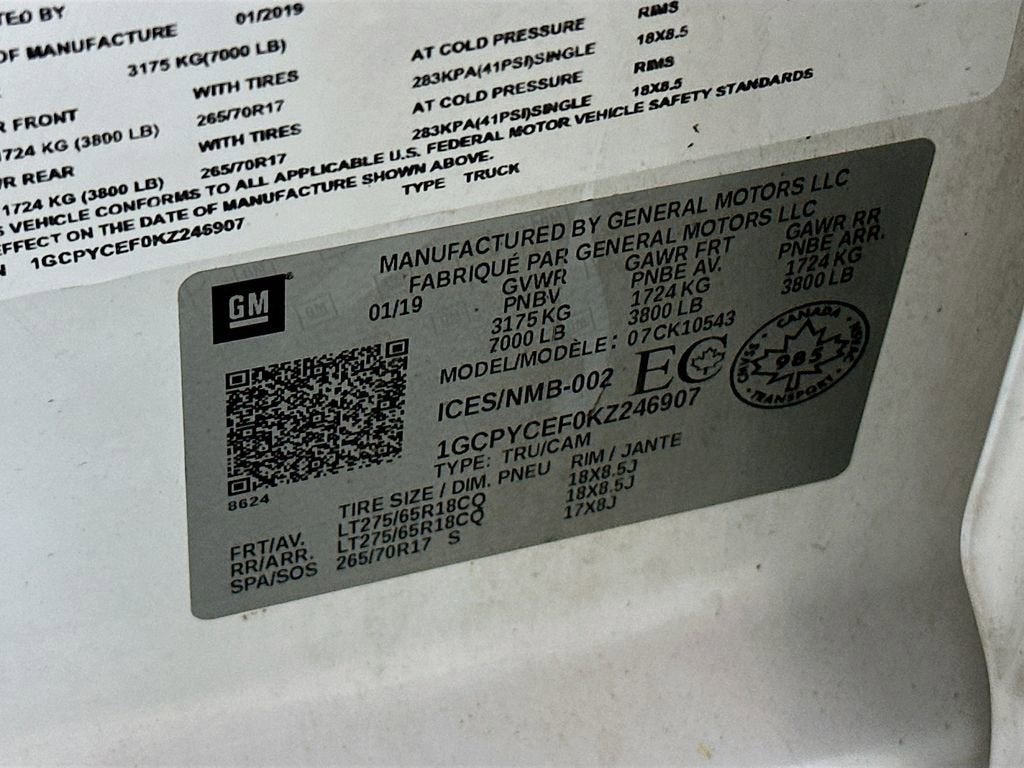 TED BY
OF MANUFACTURE 01/2019
3175 KG(7000 LB)
R FRONT WITH TIRES AT COLD PRESSURE RIMS
1724 KG (3800 LB) 265/70R17 283KPA(41PSI)SINGLE 18X8.5
WR REAR WITH TIRES AT COLD PRESSURE RIMS
1724 KG (3800 LB) 265/70R17 283KPA(41PSI)SINGLE 18X8.5
S VEHICLE CONFORMS TO ALL APPLICABLE U.S. FEDERAL MOTOR VEHICLE SAFETY STANDARDS
EFFECT ON THE DATE OF MANUFACTURE SHOWN ABOVE.
N 1GCPYCEF0KZ246907 TYPE TRUCK
GM
MANUFACTURED BY GENERAL MOTORS LLC
FABRIQUÉ PAR GENERAL MOTORS LLC
01/19 GVWR GAWR FRT GAWR RR
PNBV PNBE AV. PNBE ARR.
3175 KG 1724 KG 1724 KG
7000 LB 3800 LB 3800 LB
MODEL/MODÈLE: 07CK10543
ICES/NMB-002 EC
CANADA
985
TRANSPORT
1GCPYCEF0KZ246907
TYPE: TRU/CAM
8624
TIRE SIZE / DIM. PNEU RIM / JANTE
FRT/AV. LT275/65R18CQ 18X8.5J
RR/ARR. LT275/65R18CQ 18X8.5J
SPA/SOS 265/70R17 S 17X8J